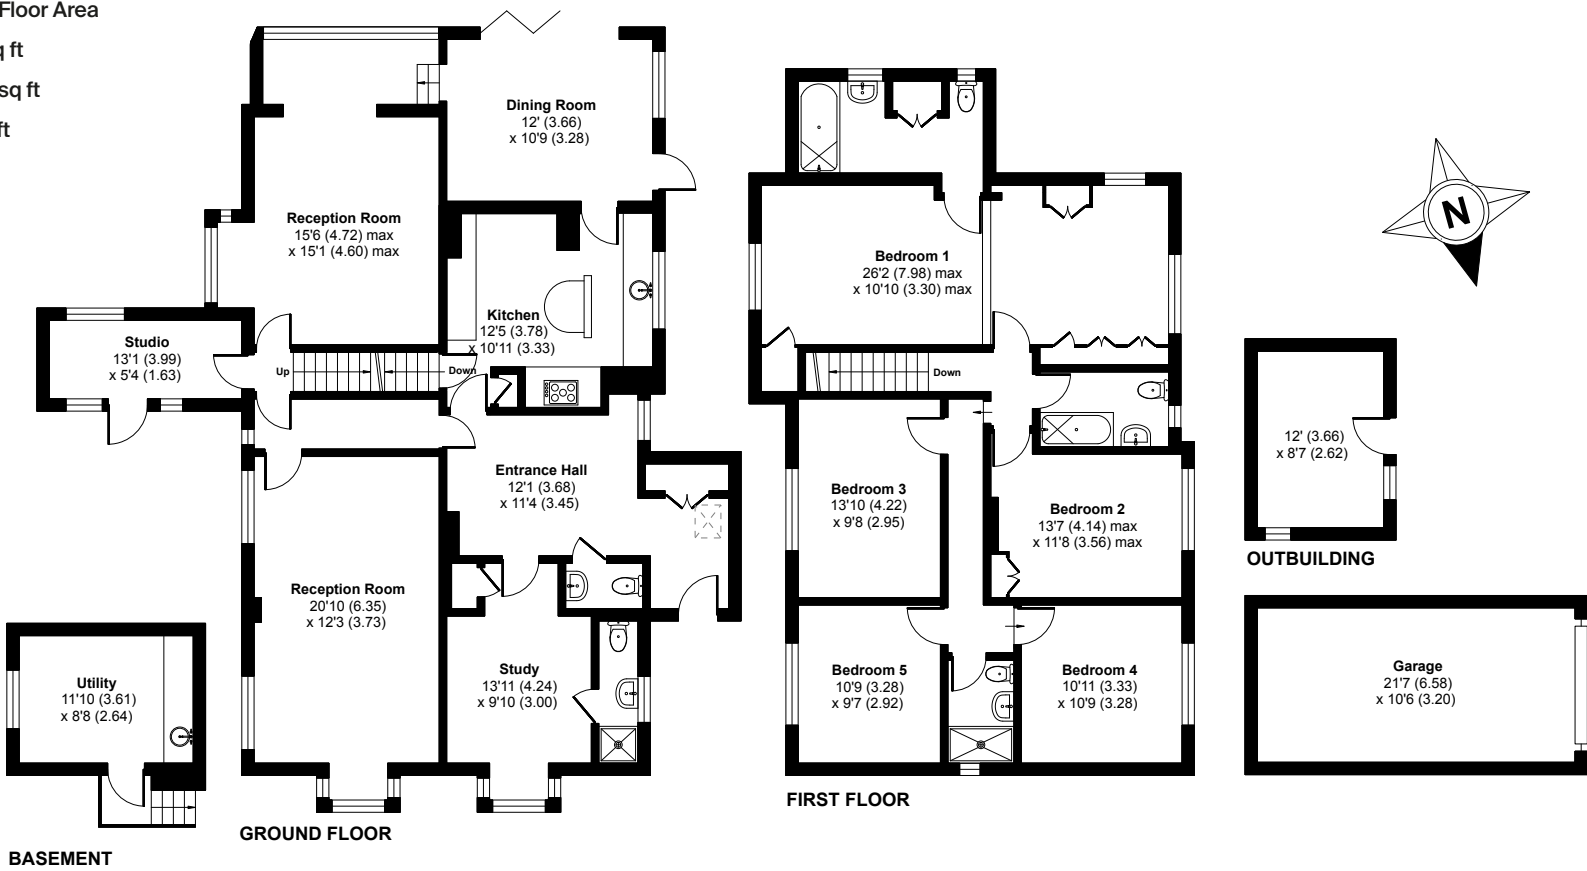 Floor Area
q ft
sq ft
ft
Dining Room
12' (3.66)
x 10'9 (3.28)
Reception Room
15'6 (4.72) max
x 15'1 (4.60) max
Kitchen
12'5 (3.78)
x 10'11 (3.33)
Studio
13'1 (3.99)
x 5'4 (1.63)
Up
Down
Entrance Hall
12'1 (3.68)
x 11'4 (3.45)
Reception Room
20'10 (6.35)
x 12'3 (3.73)
Study
13'11 (4.24)
x 9'10 (3.00)
Utility
11'10 (3.61)
x 8'8 (2.64)
GROUND FLOOR
BASEMENT
Bedroom 1
26'2 (7.98) max
x 10'10 (3.30) max
Down
Bedroom 3
13'10 (4.22)
x 9'8 (2.95)
Bedroom 2
13'7 (4.14) max
x 11'8 (3.56) max
Bedroom 5
10'9 (3.28)
x 9'7 (2.92)
Bedroom 4
10'11 (3.33)
x 10'9 (3.28)
FIRST FLOOR
N
12' (3.66)
x 8'7 (2.62)
OUTBUILDING
Garage
21'7 (6.58)
x 10'6 (3.20)